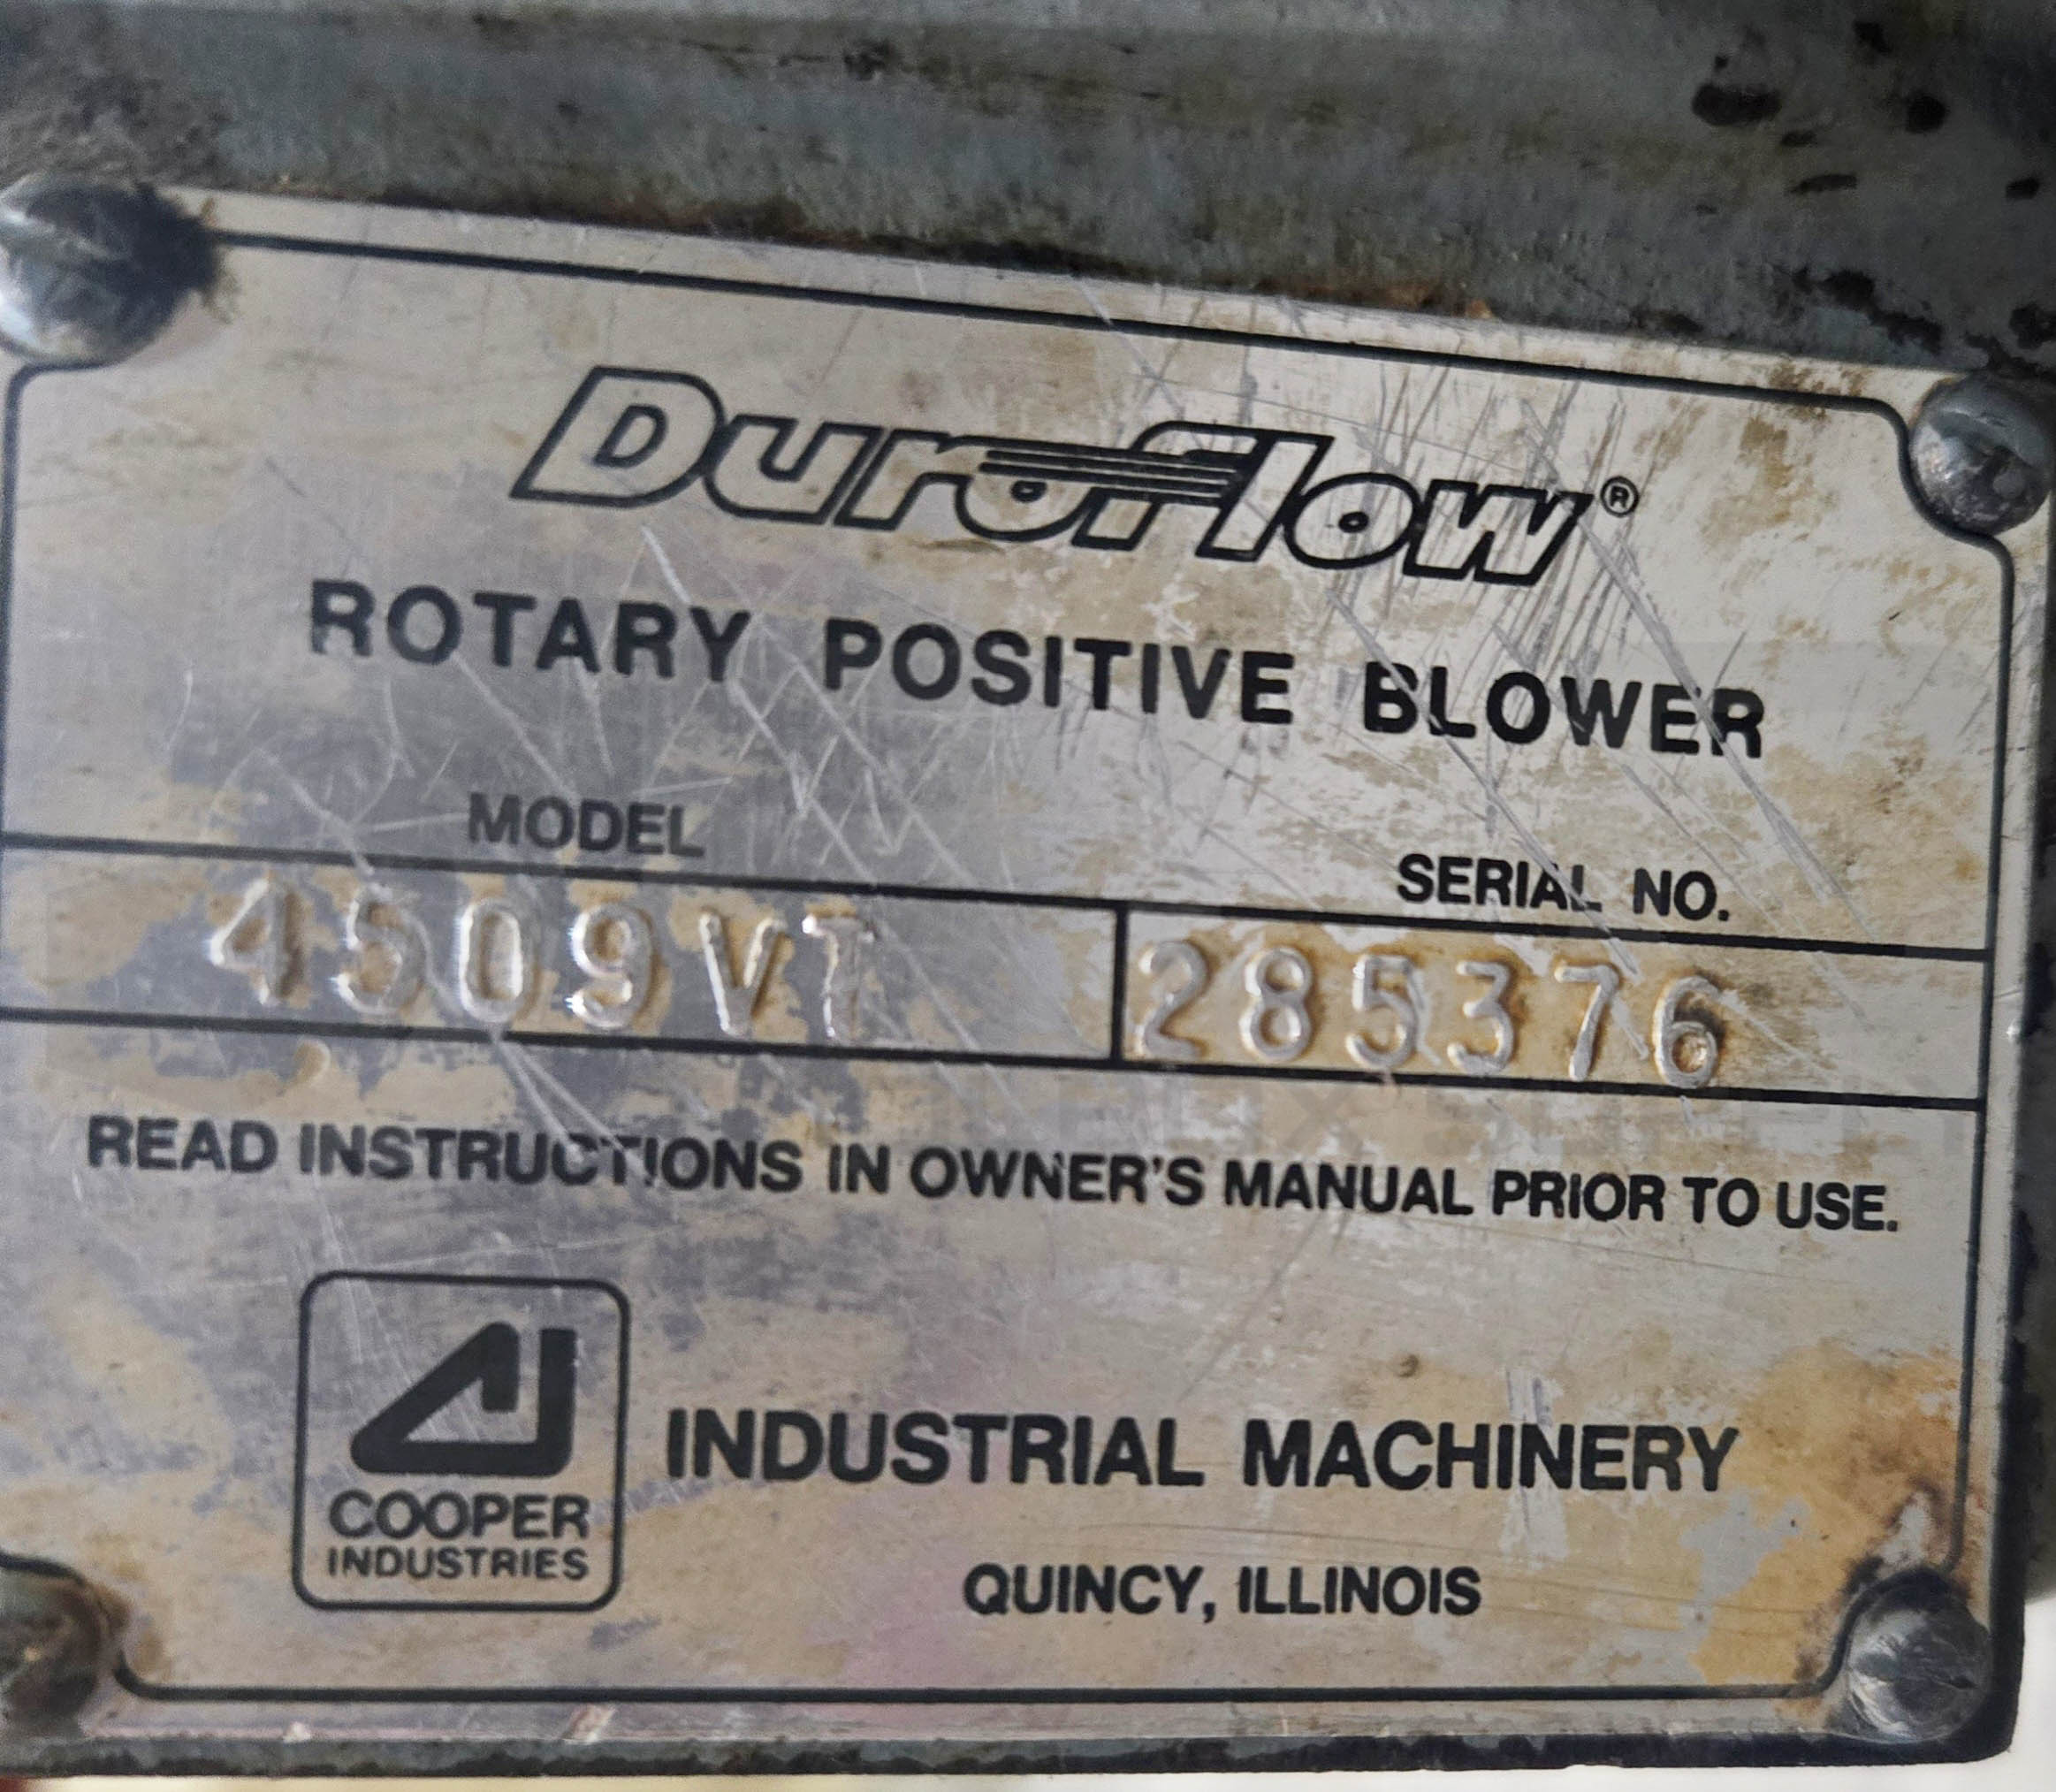 Duroflow®
ROTARY POSITIVE BLOWER
MODEL
SERIAL NO.
4509VT
285376
READ INSTRUCTIONS IN OWNER'S MANUAL PRIOR TO USE.
COOPER
INDUSTRIES
INDUSTRIAL MACHINERY
QUINCY, ILLINOIS